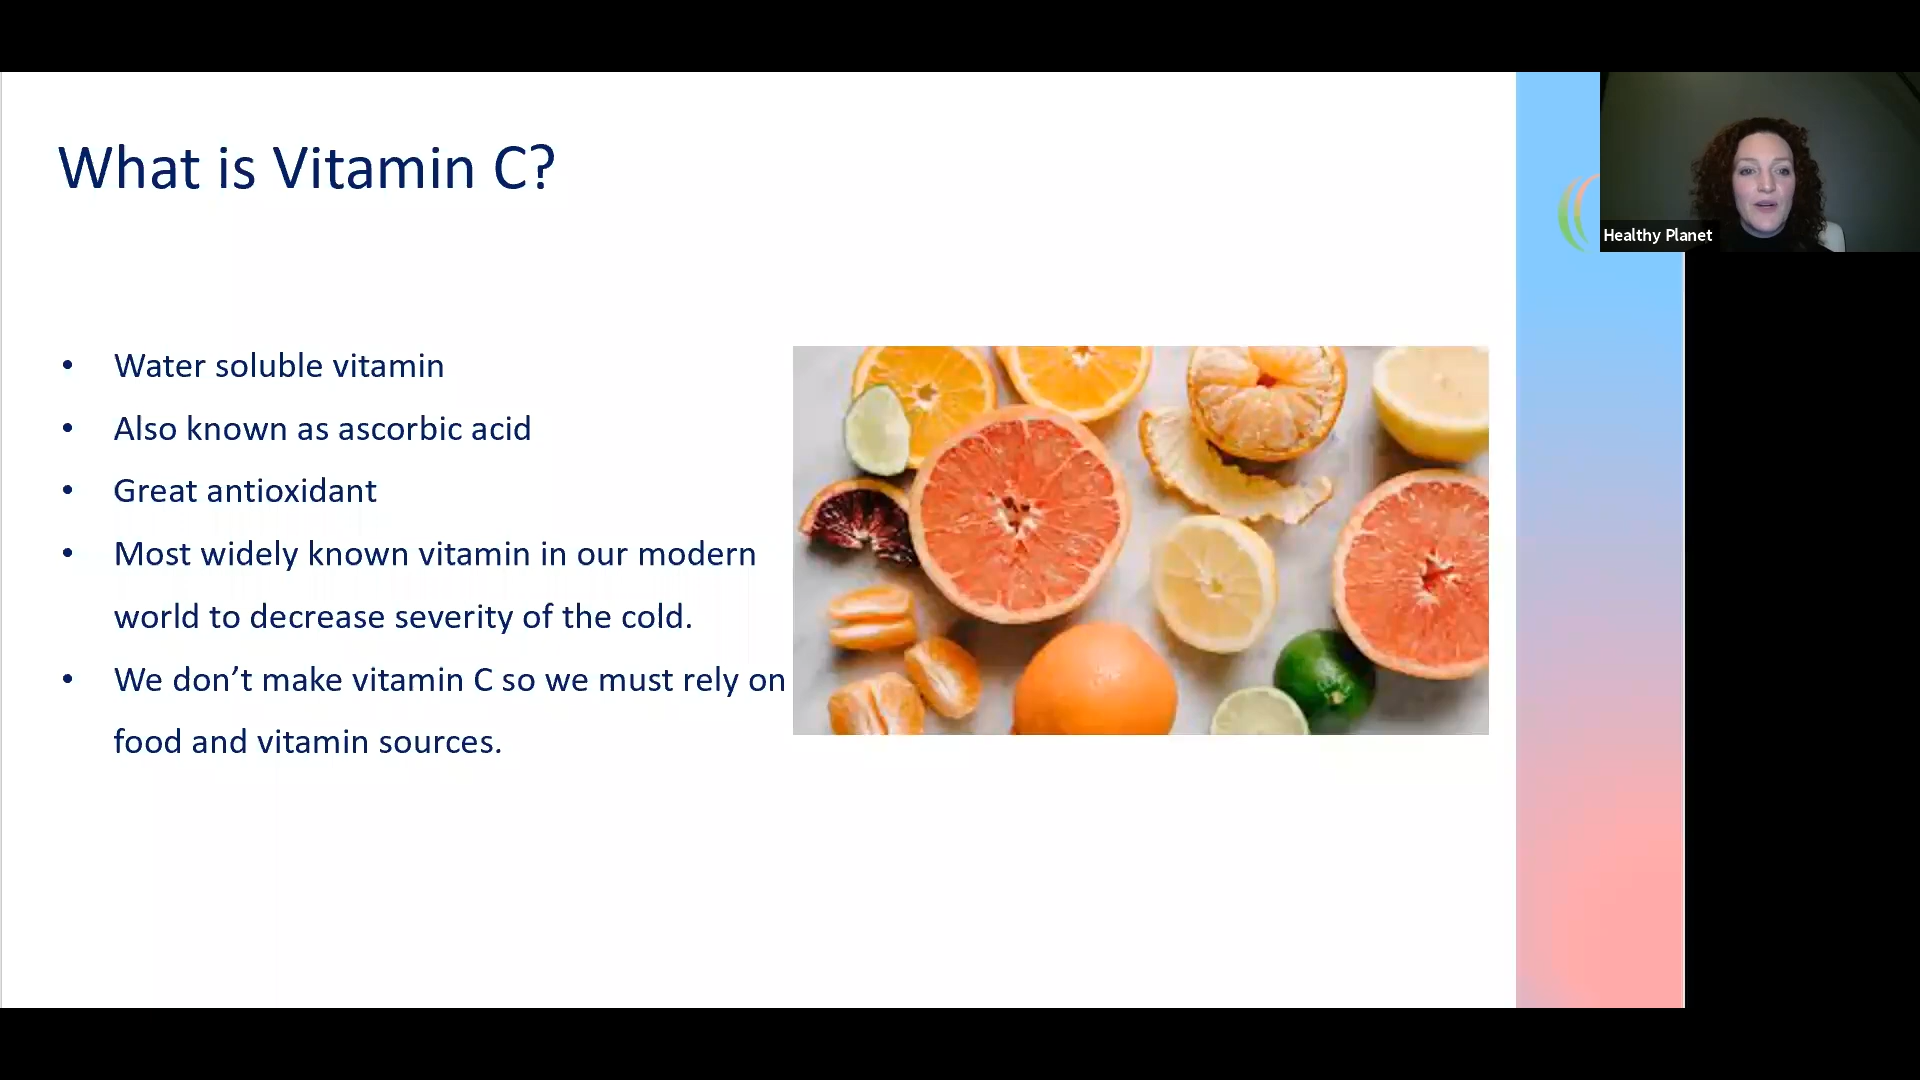 What is Vitamin C?
Healthy Planet
• Water soluble vitamin
• Also known as ascorbic acid
• Great antioxidant
• Most widely known vitamin in our modern
world to decrease severity of the cold.
• We don’t make vitamin C so we must rely on
food and vitamin sources.